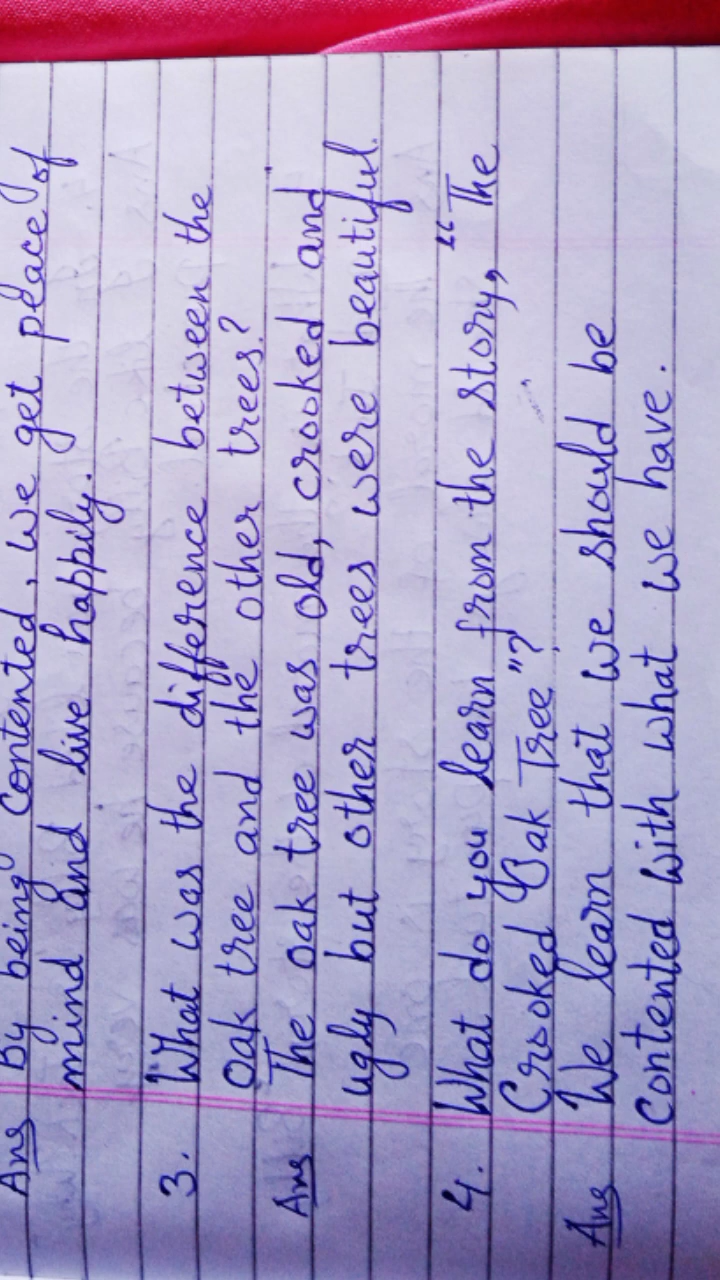 Ans By being contented, we get peace of
mind and live happily.
3. What was the difference between the
Oak tree and the other trees?
Ans The oak tree was old, crooked and
ugly but other trees were beautiful.
4. What do you learn from the story, "The
Crooked Oak Tree"?
Ans We learn that we should be
contented with what we have.